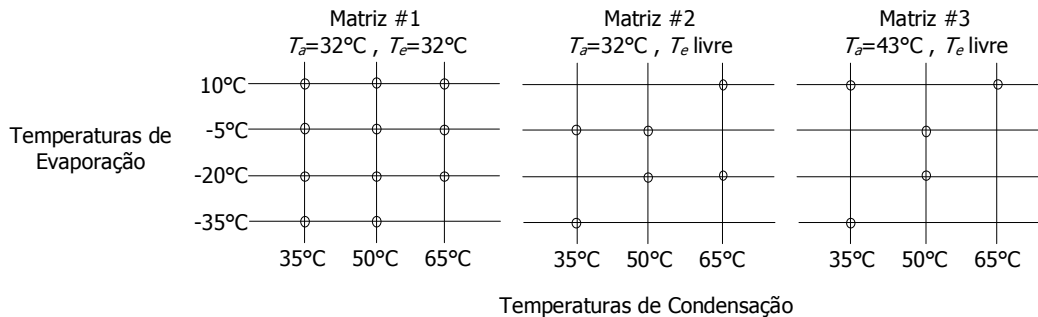 Matriz #1
Tₐ=32°C , Tₑ=32°C
Matriz #2
Tₐ=32°C , Tₑ livre
Matriz #3
Tₐ=43°C , Tₑ livre
Temperaturas de
Evaporação
10°C
-5°C
-20°C
-35°C
35°C 50°C 65°C
35°C 50°C 65°C
35°C 50°C 65°C
Temperaturas de Condensação